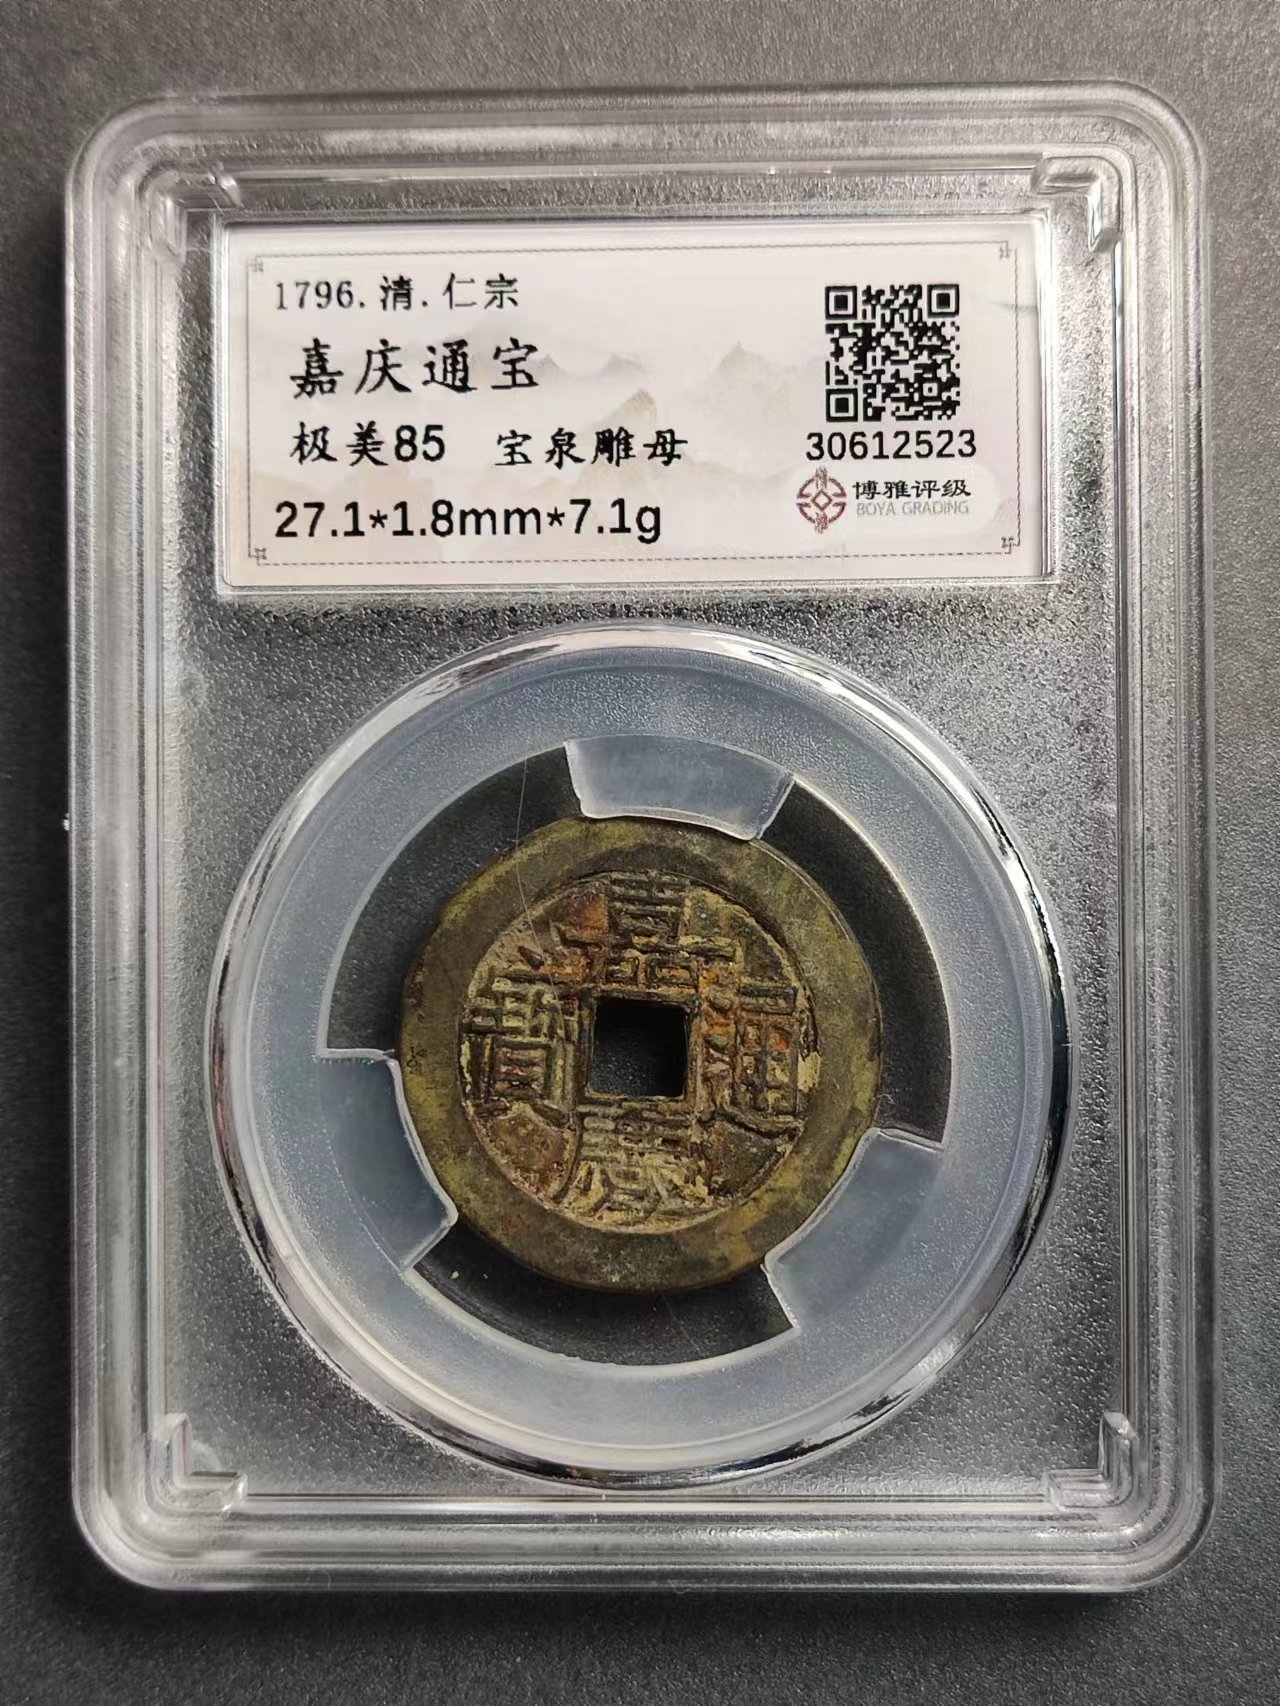 1796.清.仁宗
嘉庆通宝
极美85 宝泉雕母
27.1*1.8mm*7.1g
30612523
博雅评级
BOYA GRADING
嘉慶通寶